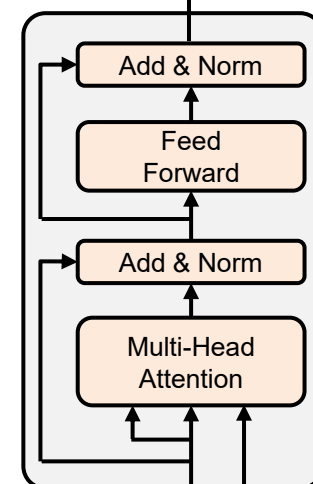 Add & Norm
Feed
Forward
Add & Norm
Multi-Head
Attention